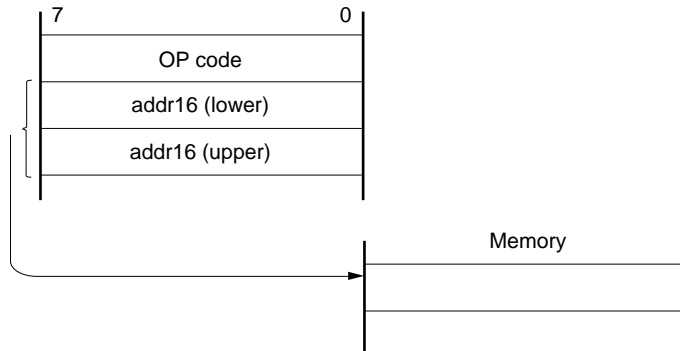 7 0
OP code
addr16 (lower)
addr16 (upper)
Memory